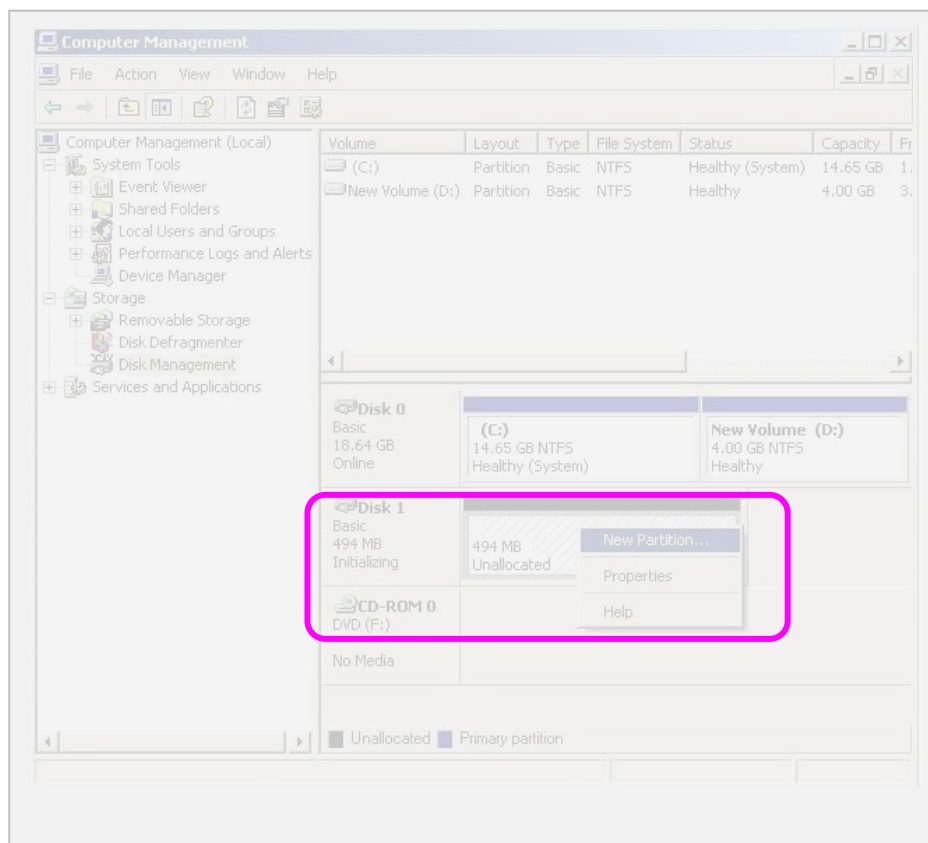 Computer Management
File Action View Window Help
Computer Management (Local)
System Tools
Event Viewer
Shared Folders
Local Users and Groups
Performance Logs and Alerts
Device Manager
Storage
Removable Storage
Disk Defragmenter
Disk Management
Services and Applications
Volume Layout Type File System Status Capacity Fr
(C:) Partition Basic NTFS Healthy (System) 14.65 GB 1.
New Volume (D:) Partition Basic NTFS Healthy 4.00 GB 3.
Disk 0
Basic
18.64 GB
Online
(C:)
14.65 GB NTFS
Healthy (System)
New Volume (D:)
4.00 GB NTFS
Healthy
Disk 1
Basic
494 MB
Initializing
494 MB
Unallocated
New Partition...
Properties
Help
CD-ROM 0
DVD (F:)
No Media
Unallocated Primary partition